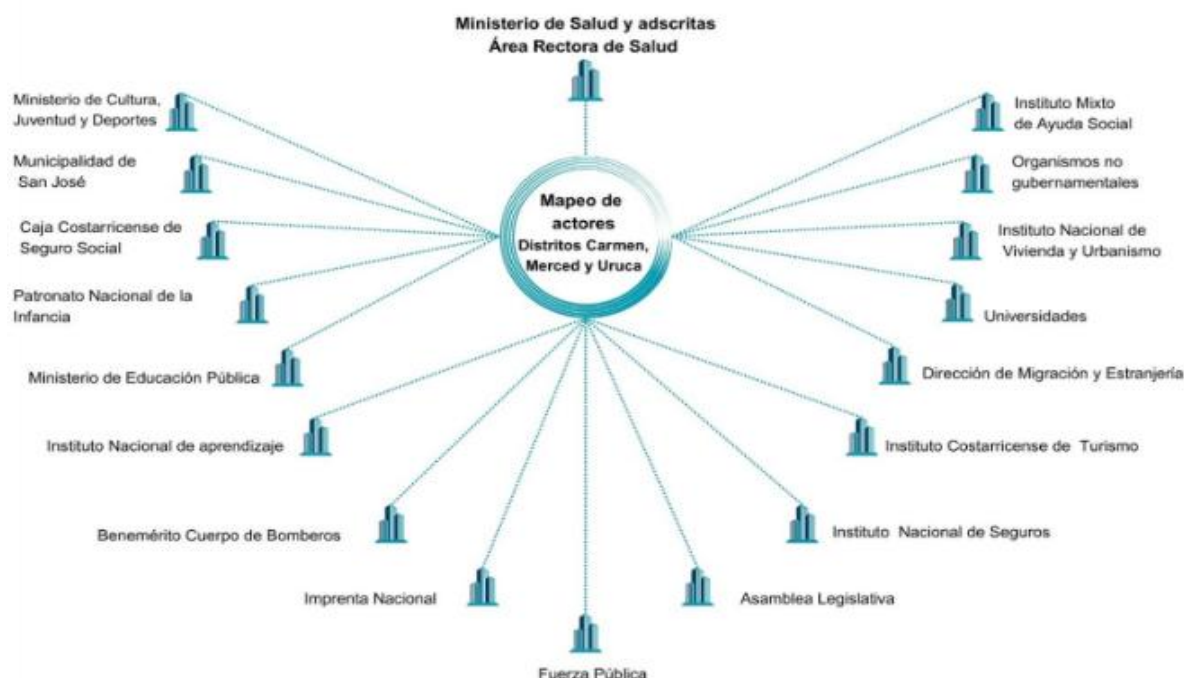 Ministerio de Salud y adscritas
Área Rectora de Salud
Ministerio de Cultura,
Juventud y Deportes
Municipalidad de
San José
Caja Costarricense de
Seguro Social
Patronato Nacional de la
Infancia
Ministerio de Educación Pública
Instituto Nacional de aprendizaje
Benemérito Cuerpo de Bomberos
Imprenta Nacional
Fuerza Pública
Mapeo de
actores
Distritos Carmen,
Merced y Uruca
Instituto Mixto
de Ayuda Social
Organismos no
gubernamentales
Instituto Nacional de
Vivienda y Urbanismo
Universidades
Dirección de Migración y Estranjería
Instituto Costarricense de Turismo
Instituto Nacional de Seguros
Asamblea Legislativa